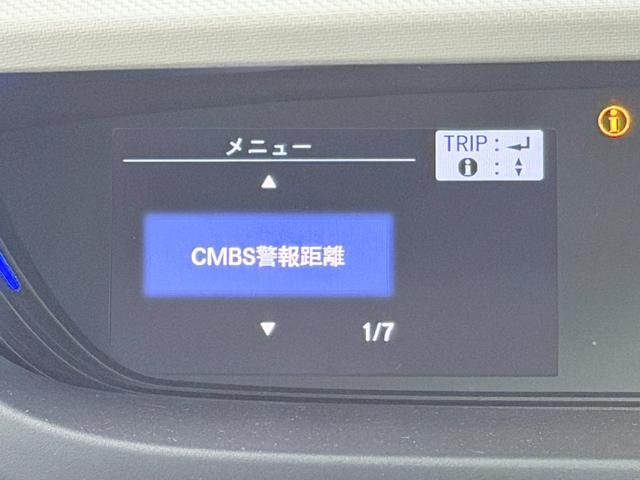 メニュー
TRIP : ↵
i : ▲▼
▲
CMBS警報距離
▼ 1/7
i